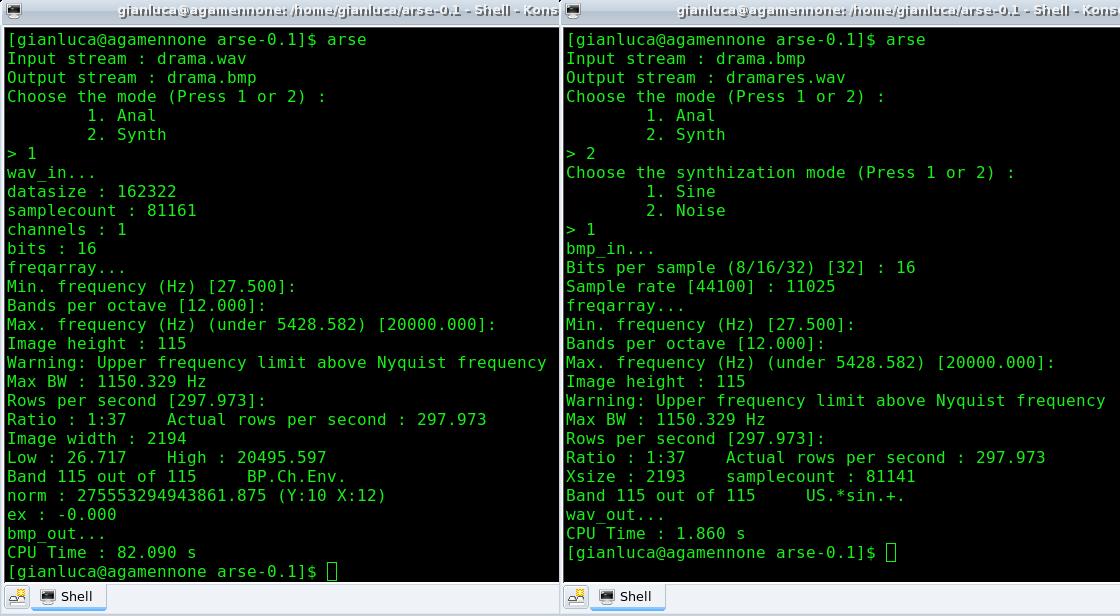 gianluca@agamennone: /home/gianluca/arse-0.1 - Shell - Kons
[gianluca@agamennone arse-0.1]$ arse
Input stream : drama.wav
Output stream : drama.bmp
Choose the mode (Press 1 or 2) :
1. Anal
2. Synth
> 1
wav_in...
datasize : 162322
samplecount : 81161
channels : 1
bits : 16
freqarray...
Min. frequency (Hz) [27.500]:
Bands per octave [12.000]:
Max. frequency (Hz) (under 5428.582) [20000.000]:
Image height : 115
Warning: Upper frequency limit above Nyquist frequency
Max BW : 1150.329 Hz
Rows per second [297.973]:
Ratio : 1:37    Actual rows per second : 297.973
Image width : 2194
Low : 26.717    High : 20495.597
Band 115 out of 115     BP.Ch.Env.
norm : 275553294943861.875 (Y:10 X:12)
ex : -0.000
bmp_out...
CPU Time : 82.090 s
[gianluca@agamennone arse-0.1]$
Shell
gianluca@agamennone: /home/gianluca/arse-0.1 - Shell - Kons
[gianluca@agamennone arse-0.1]$ arse
Input stream : drama.bmp
Output stream : dramares.wav
Choose the mode (Press 1 or 2) :
1. Anal
2. Synth
> 2
Choose the synthization mode (Press 1 or 2) :
1. Sine
2. Noise
> 1
bmp_in...
Bits per sample (8/16/32) [32] : 16
Sample rate [44100] : 11025
freqarray...
Min. frequency (Hz) [27.500]:
Bands per octave [12.000]:
Max. frequency (Hz) (under 5428.582) [20000.000]:
Image height : 115
Warning: Upper frequency limit above Nyquist frequency
Max BW : 1150.329 Hz
Rows per second [297.973]:
Ratio : 1:37    Actual rows per second : 297.973
Xsize : 2193    samplecount : 81141
Band 115 out of 115     US.*sin.+.
wav_out...
CPU Time : 1.860 s
[gianluca@agamennone arse-0.1]$
Shell